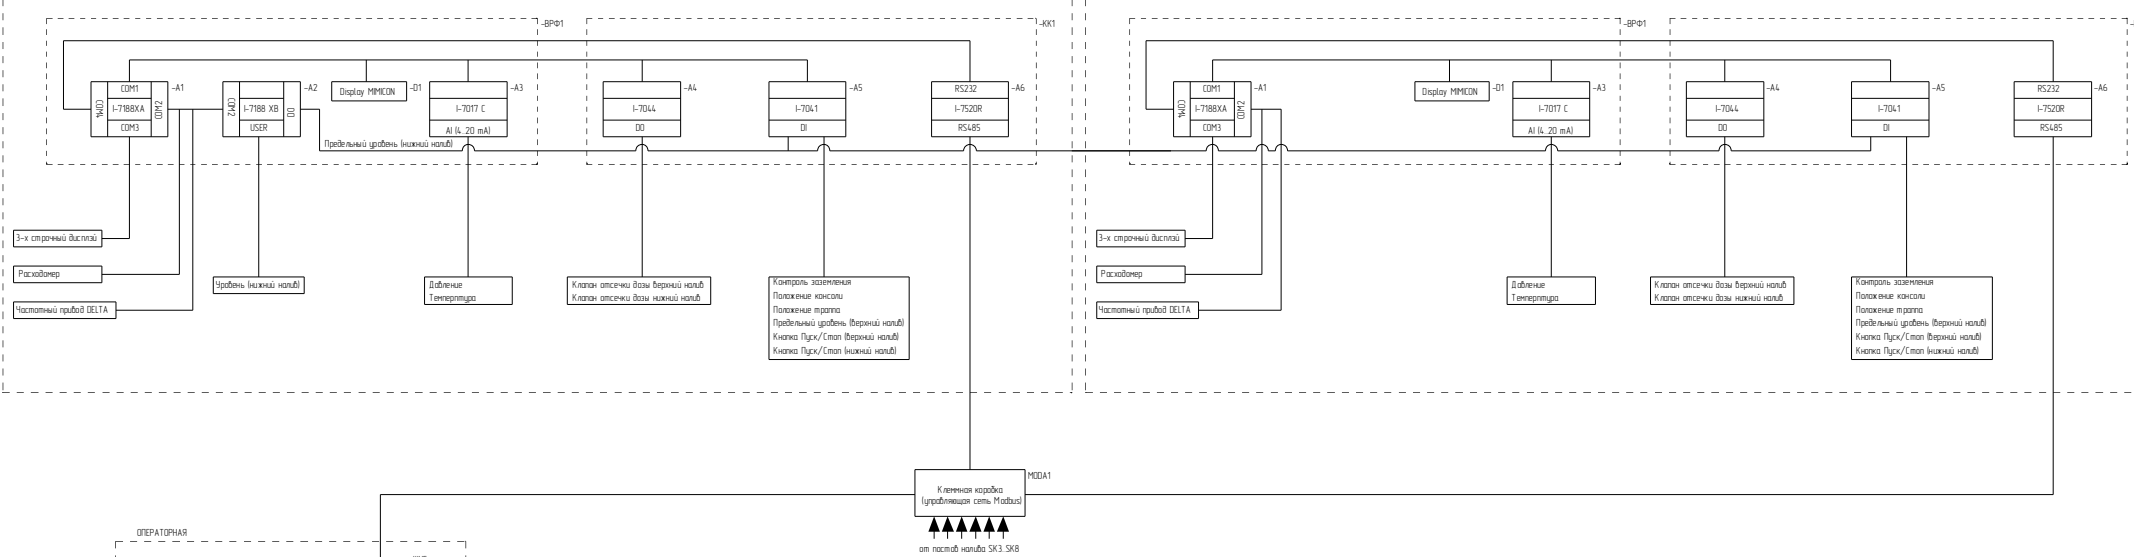 -ВРФ1
-КК1
COM1
COM1
I-7188XA
COM2
COM3
-A1
COM2
I-7188 XB
DO
USER
-A2
Display MIMICON
-D1
I-7017 C
AI (4..20 mA)
-A3
I-7044
DO
-A4
I-7041
DI
-A5
RS232
I-7520R
RS485
-A6
Предельный уровень (нижний налив)
3-х строчный дисплэй
Расходомер
Частотный привод DELTA
Уровень (нижний налив)
Давление
Температура
Клапан отсечки дозы верхний налив
Клапан отсечки дозы нижний налив
Контроль заземления
Положение консоли
Положение траппа
Предельный уровень (верхний налив)
Кнопка Пуск/Стоп (верхний налив)
Кнопка Пуск/Стоп (нижний налив)
-ВРФ1
COM1
COM1
I-7188XA
COM2
COM3
-A1
Display MIMICON
-D1
I-7017 C
AI (4..20 mA)
-A3
I-7044
DO
-A4
I-7041
DI
-A5
RS232
I-7520R
RS485
-A6
3-х строчный дисплэй
Расходомер
Частотный привод DELTA
Давление
Температура
Клапан отсечки дозы верхний налив
Клапан отсечки дозы нижний налив
Контроль заземления
Положение консоли
Положение траппа
Предельный уровень (верхний налив)
Кнопка Пуск/Стоп (верхний налив)
Кнопка Пуск/Стоп (нижний налив)
MODA1
Клеммная коробка
(управляющая сеть Modbus)
от постов налива SK3..SK8
ОПЕРАТОРНАЯ